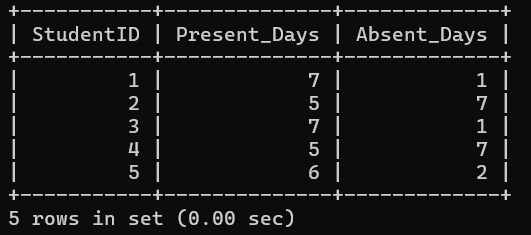 +-----------+--------------+-------------+
| StudentID | Present_Days | Absent_Days |
+-----------+--------------+-------------+
|         1 |            7 |           1 |
|         2 |            5 |           7 |
|         3 |            7 |           1 |
|         4 |            5 |           7 |
|         5 |            6 |           2 |
+-----------+--------------+-------------+
5 rows in set (0.00 sec)